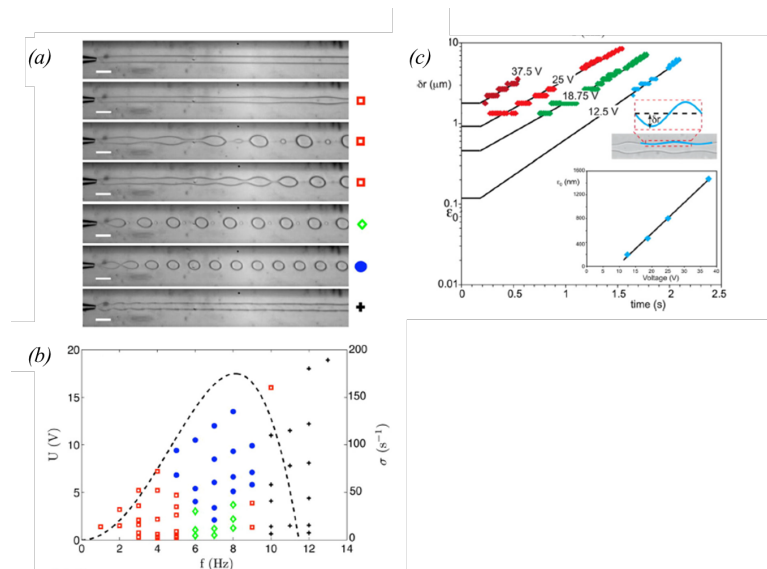 (a)
(b)
20
15
10
5
0
U (V)
0
2
4
6
8
10
12
14
f (Hz)
200
150
100
50
0
σ (s⁻¹)
(c)
10
1
0.1
0.01
δr (μm)
ε₀
37.5 V
25 V
18.75 V
12.5 V
δr
1600
1200
800
400
0
ε₀ (nm)
0
5
10
15
20
25
30
35
40
Voltage (V)
0
0.5
1
1.5
2
2.5
time (s)